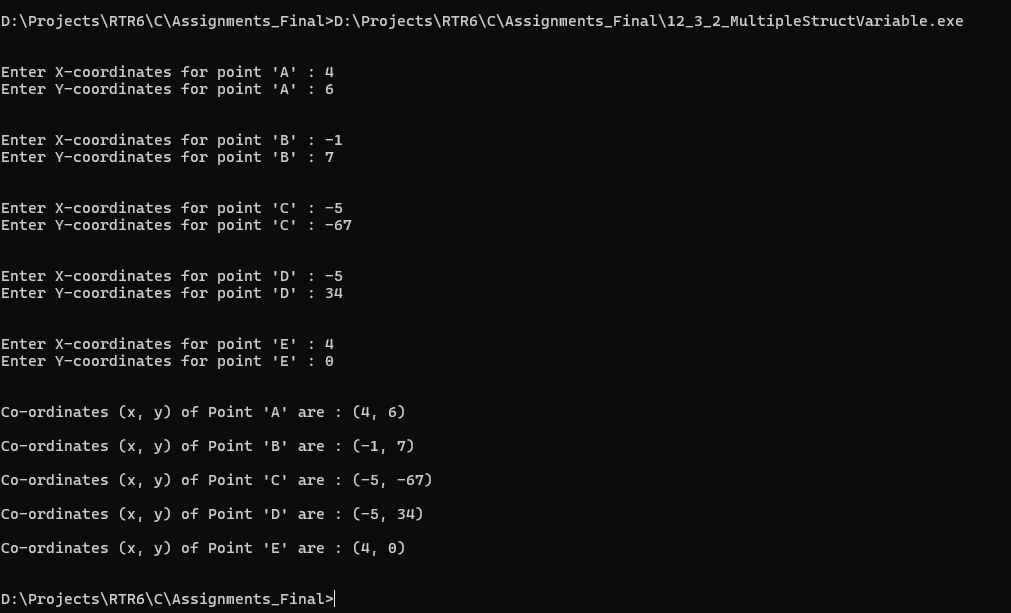 D:\Projects\RTR6\C\Assignments_Final>D:\Projects\RTR6\C\Assignments_Final\12_3_2_MultipleStructVariable.exe
Enter X-coordinates for point 'A' : 4
Enter Y-coordinates for point 'A' : 6
Enter X-coordinates for point 'B' : -1
Enter Y-coordinates for point 'B' : 7
Enter X-coordinates for point 'C' : -5
Enter Y-coordinates for point 'C' : -67
Enter X-coordinates for point 'D' : -5
Enter Y-coordinates for point 'D' : 34
Enter X-coordinates for point 'E' : 4
Enter Y-coordinates for point 'E' : 0
Co-ordinates (x, y) of Point 'A' are : (4, 6)
Co-ordinates (x, y) of Point 'B' are : (-1, 7)
Co-ordinates (x, y) of Point 'C' are : (-5, -67)
Co-ordinates (x, y) of Point 'D' are : (-5, 34)
Co-ordinates (x, y) of Point 'E' are : (4, 0)
D:\Projects\RTR6\C\Assignments_Final>